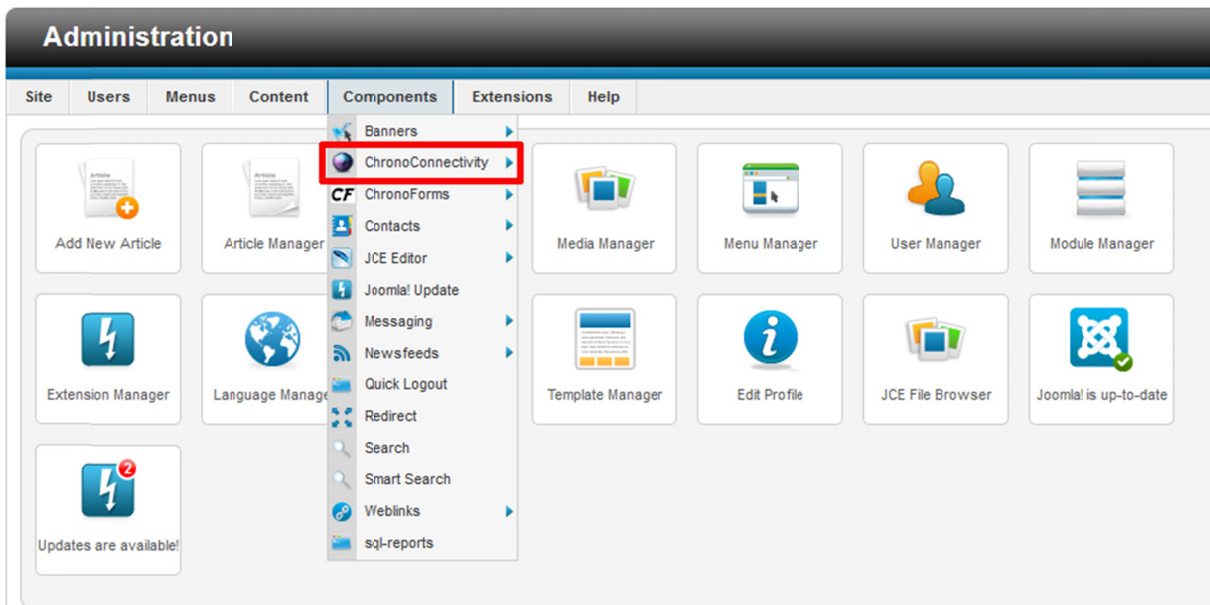 Administration
Site Users Menus Content Components Extensions Help
Banners
ChronoConnectivity
CF ChronoForms
Contacts
JCE Editor
Joomla! Update
Messaging
Newsfeeds
Quick Logout
Redirect
Search
Smart Search
Weblinks
sql-reports
Article
Article
Add New Article Article Manager Media Manager Menu Manager User Manager Module Manager
Extension Manager Language Manage Template Manager Edit Profile JCE File Browser Joomla! is up-to-date
2
Updates are available!